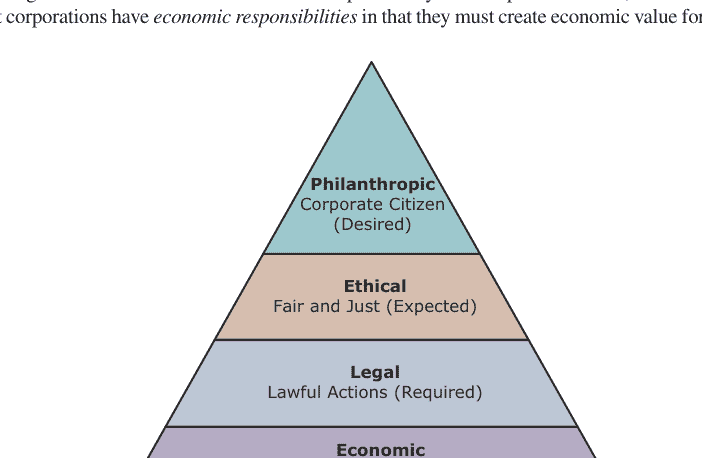 corporations have economic responsibilities in that they must create economic value for
Philanthropic
Corporate Citizen
(Desired)
Ethical
Fair and Just (Expected)
Legal
Lawful Actions (Required)
Economic